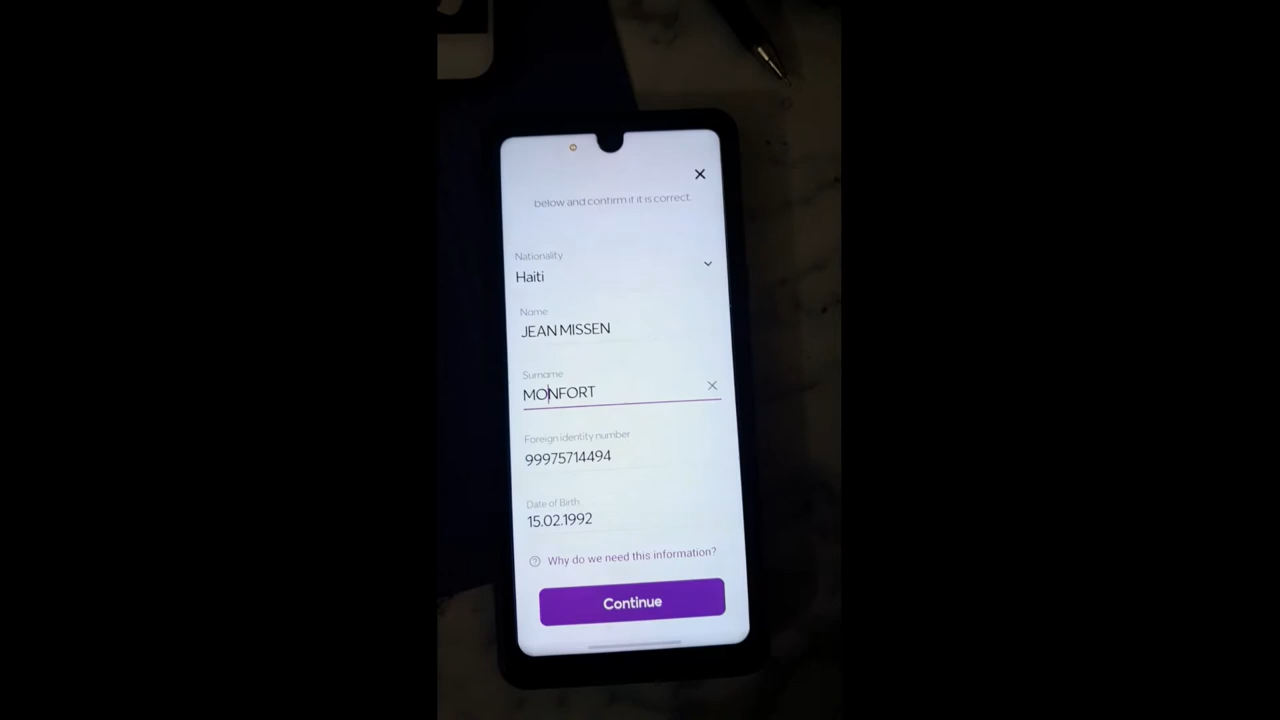 below and confirm if it is correct.
Nationality
Haiti
Name
JEAN MISSEN
Surname
MONFORT
Foreign identity number
99975714494
Date of Birth
15.02.1992
Why do we need this information?
Continue